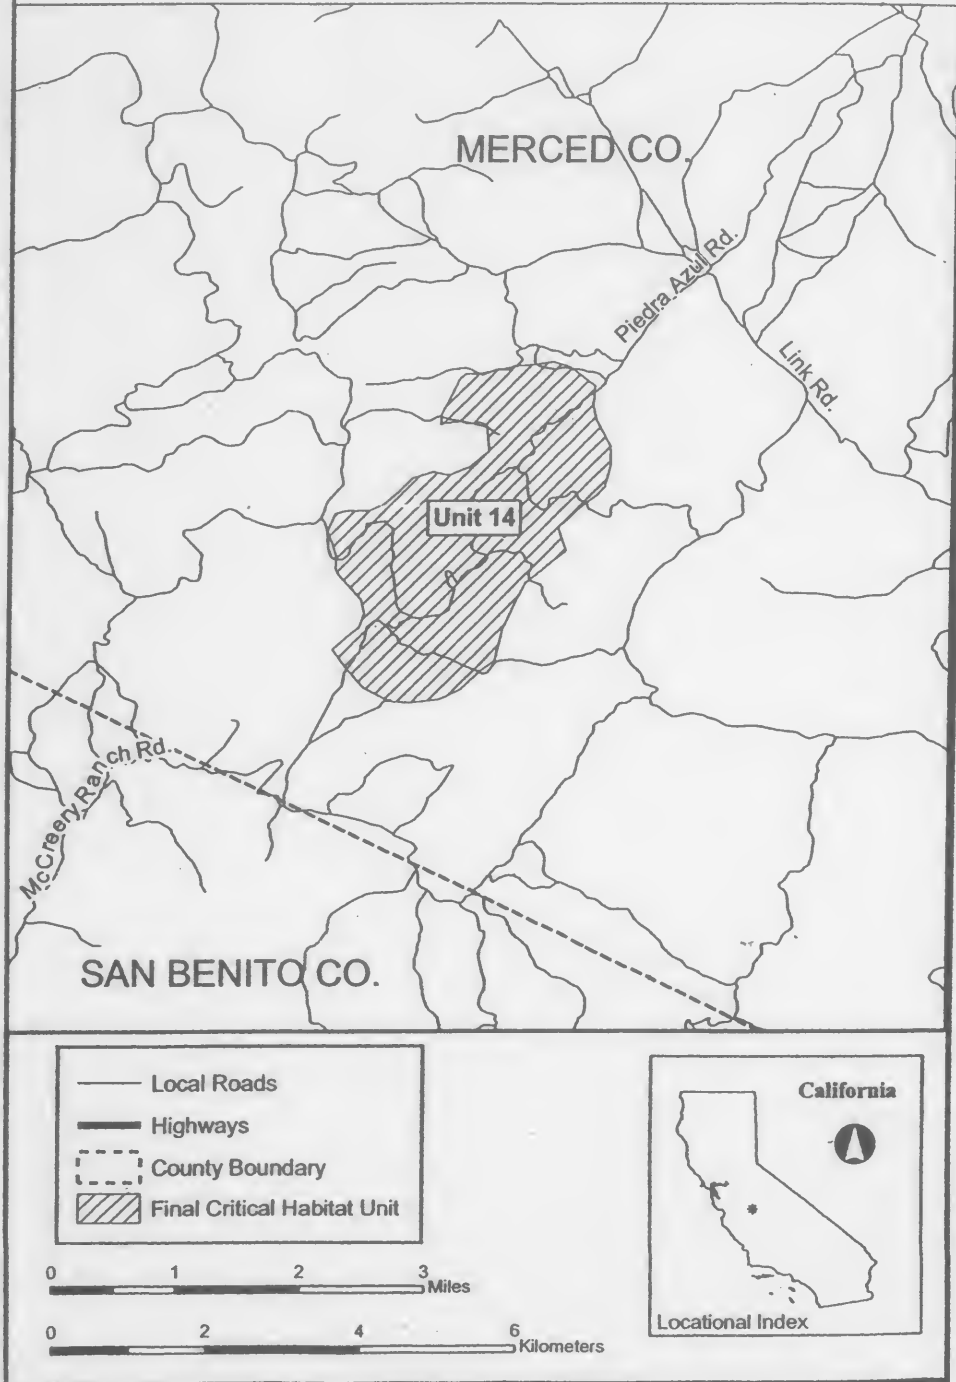 MERCED CO.
Piedra Azul Rd.
Link Rd.
Unit 14
McCreery Ranch Rd.
SAN BENITO CO.
Local Roads
Highways
County Boundary
Final Critical Habitat Unit
0 1 2 3
Miles
0 2 4 6
Kilometers
California
Locational Index